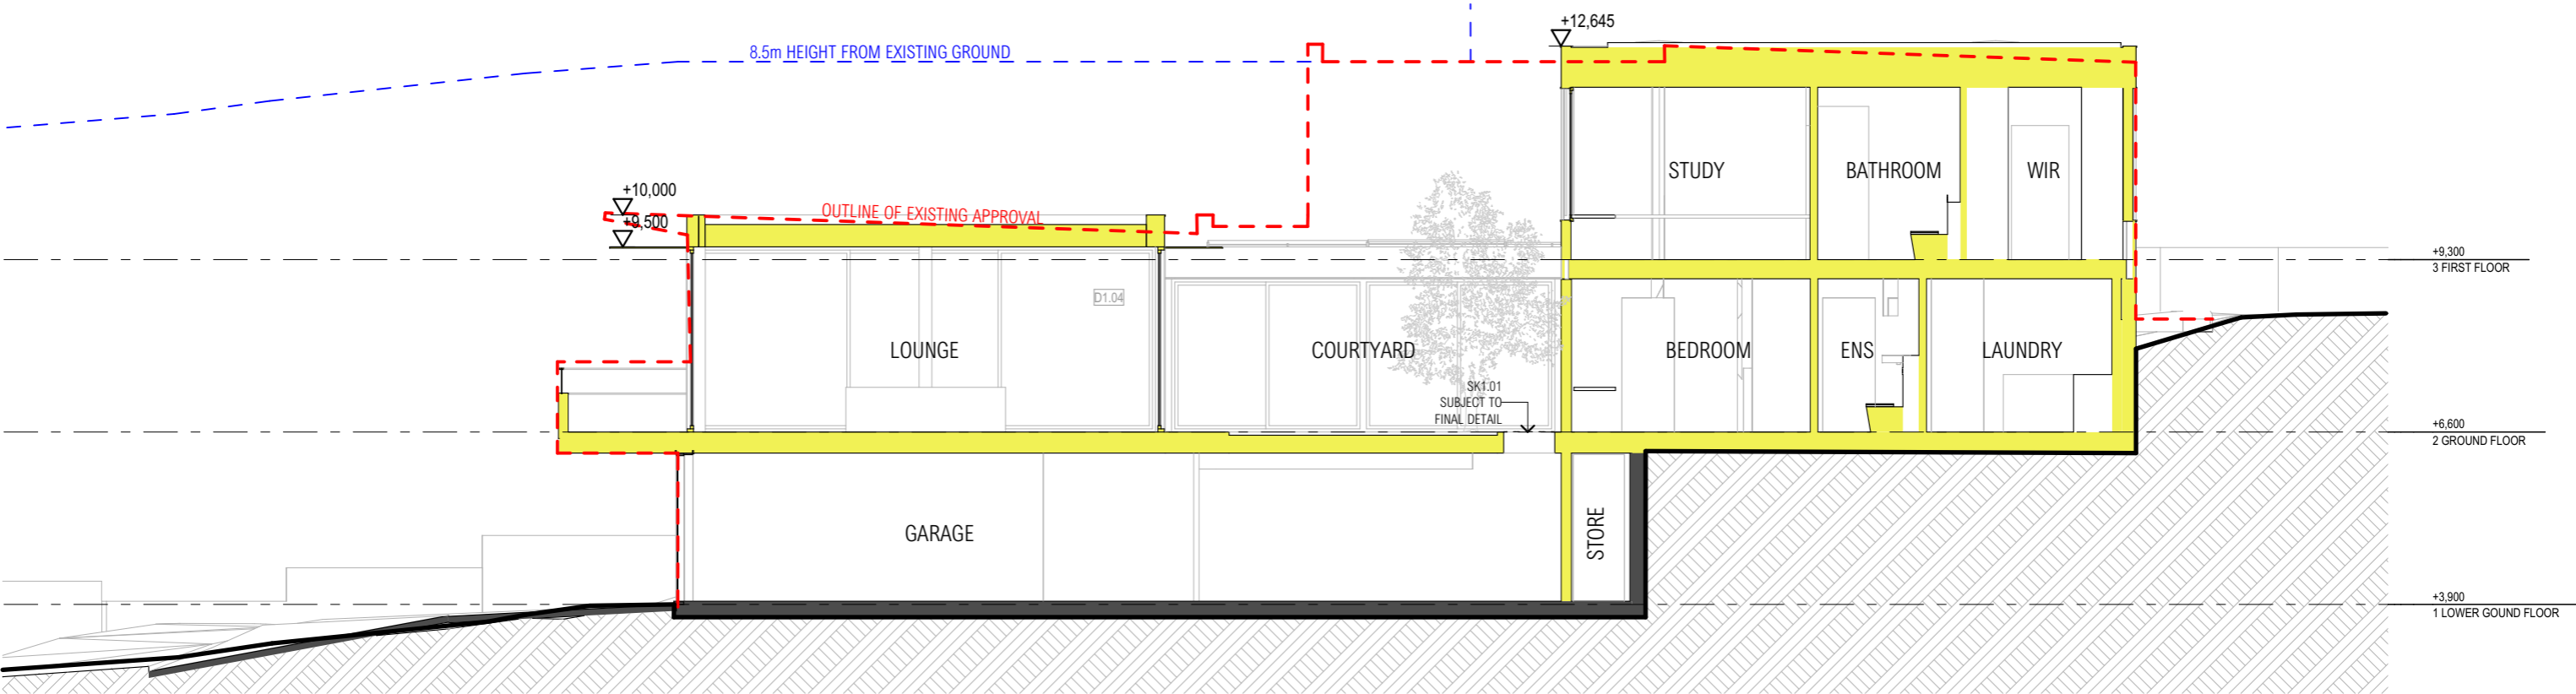 +12,645
8.5m HEIGHT FROM EXISTING GROUND
+10,000
OUTLINE OF EXISTING APPROVAL
+9,500
STUDY
BATHROOM
WIR
+9,300
3 FIRST FLOOR
D1.04
LOUNGE
COURTYARD
BEDROOM
ENS
LAUNDRY
SK1.01
SUBJECT TO
FINAL DETAIL
+6,600
2 GROUND FLOOR
GARAGE
STORE
+3,900
1 LOWER GOUND FLOOR